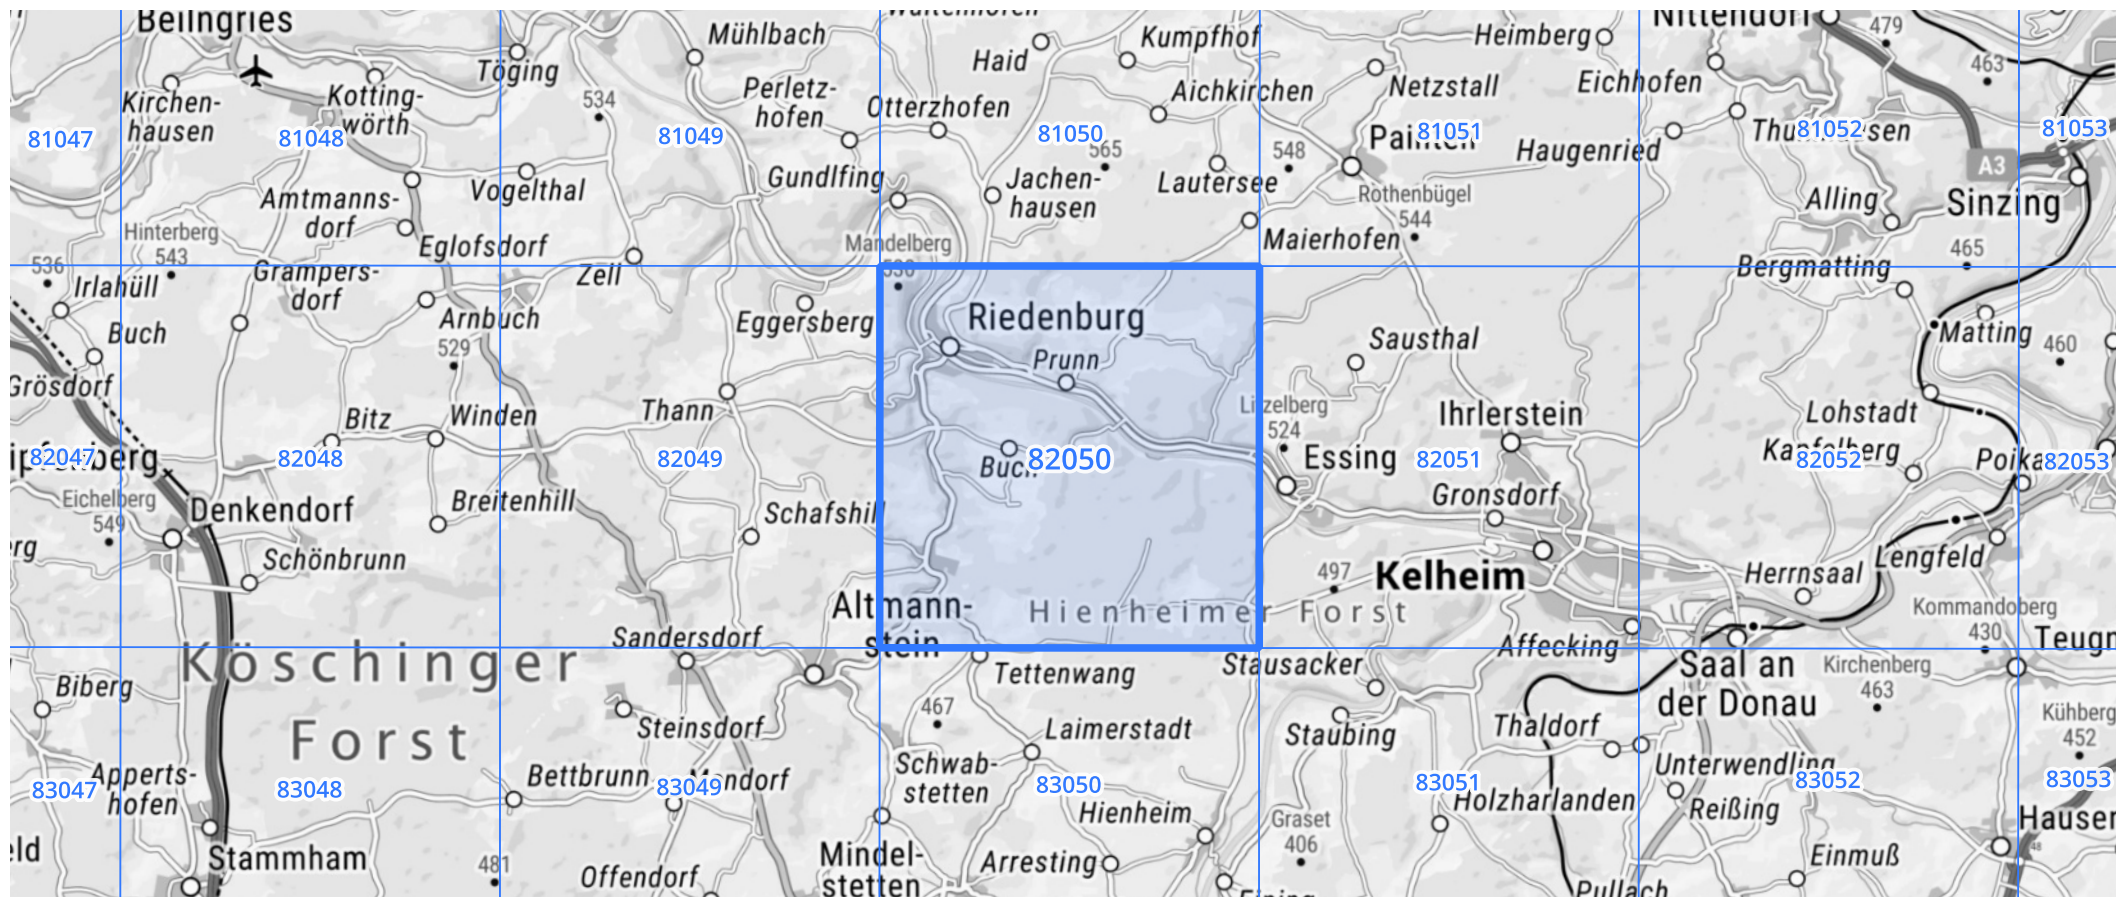 Beilngries
Mühlbach
Haid
Kumpfhof
Heimberg
Nittendorf
479
Töging
Netzstall
Eichhofen
463
Kirchen-
hausen
Kotting-
wörth
534
Perletz-
hofen
Otterzhofen
Aichkirchen
81047
81048
81049
81050
Painten
81051
Haugenried
81052
81053
565
548
A3
Amtmanns-
dorf
Vogelthal
Gundlfing
Jachen-
hausen
Lautersee
Rothenbügel
544
Alling
Sinzing
Hinterberg
543
Eglofsdorf
Mandelberg
530
Maierhofen
465
536
Irlahüll
Grampers-
dorf
Zell
Bergmatting
Buch
Arnbuch
529
Eggersberg
Riedenburg
Prunn
Sausthal
Matting
460
Grösdorf
Bitz
Winden
Thann
524
Ihrlerstein
Lohstadt
82047
82048
82049
Buch
82050
Essing
82051
Kapfelberg
82052
82053
Eichelberg
549
Denkendorf
Breitenhill
Schafshill
Gronsdorf
Schönbrunn
497
Kelheim
Herrnsaal
Lengfeld
Altmann-
stein
Hienheimer Forst
Kommandoberg
430
Köschinger
Forst
Sandersdorf
Stausacker
Affecking
Saal an
der Donau
Kirchenberg
463
Biberg
Tettenwang
467
Steinsdorf
Laimerstadt
Staubing
Thaldorf
Kühberg
452
83047
Apperts-
hofen
83048
Bettbrunn
83049
Schwab-
stetten
83050
83051
Unterwendling
83052
83053
Hienheim
Graset
406
Holzharlanden
Reißing
Stammham
481
Offendorf
Mindel-
stetten
Arresting
Einmuß
Pullach
48